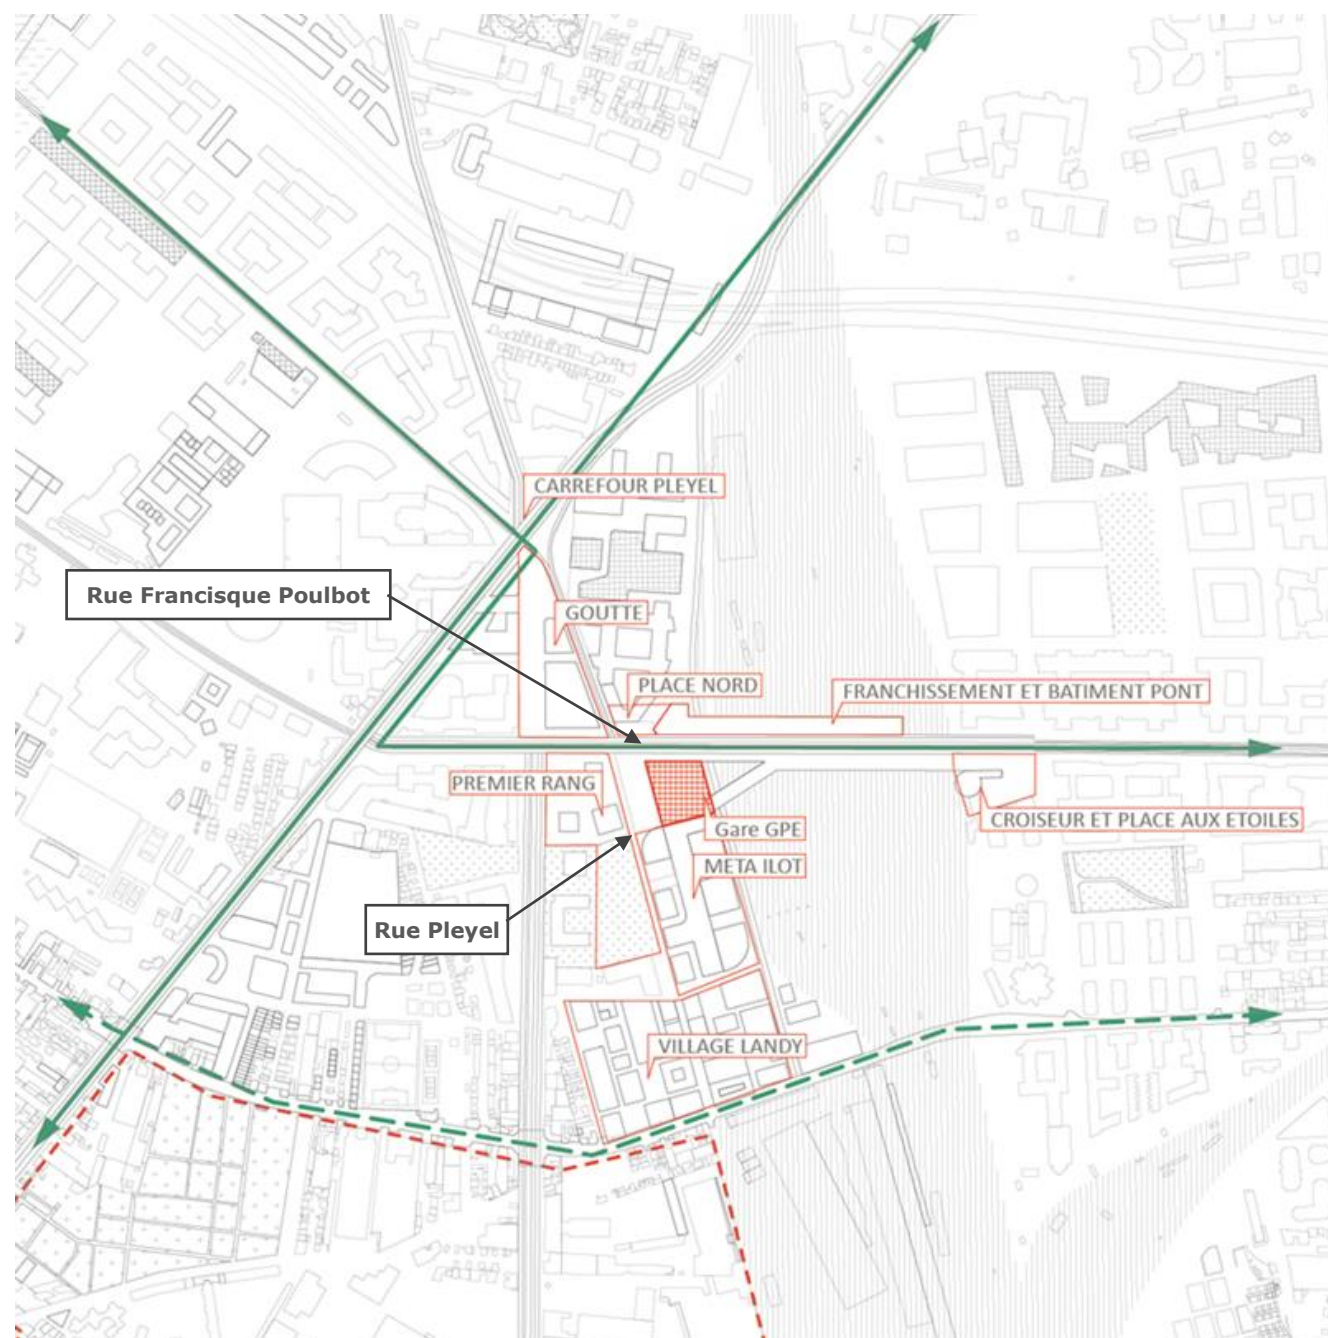 CARREFOUR PLEYEL
Rue Francisque Poulbot
GOUTTE
PLACE NORD
FRANCHISSEMENT ET BATIMENT PONT
PREMIER RANG
CROISEUR ET PLACE AUX ETOILES
Gare GPE
META ILOT
Rue Pleyel
VILLAGE LANDY